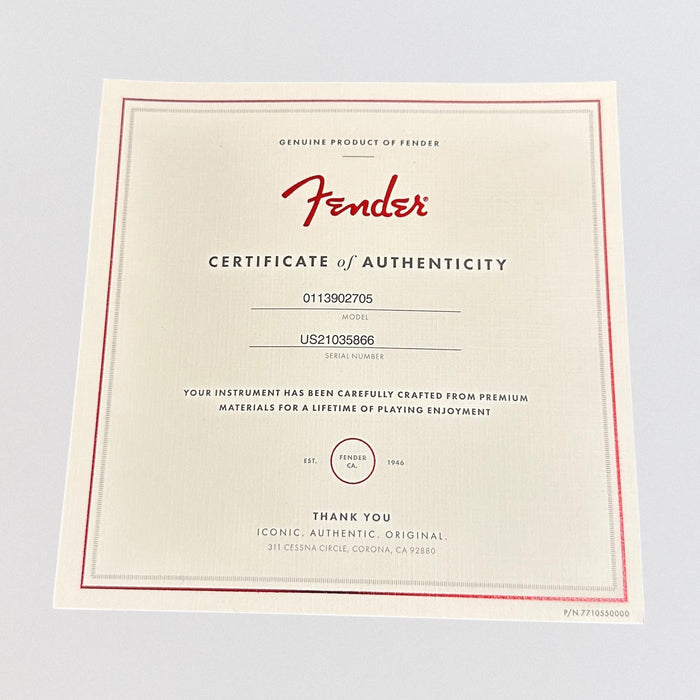 GENUINE PRODUCT OF FENDER
Fender®
CERTIFICATE of AUTHENTICITY
0113902705
MODEL
US21035866
SERIAL NUMBER
YOUR INSTRUMENT HAS BEEN CAREFULLY CRAFTED FROM PREMIUM
MATERIALS FOR A LIFETIME OF PLAYING ENJOYMENT
EST. FENDER CA. 1946
THANK YOU
ICONIC. AUTHENTIC. ORIGINAL.
311 CESSNA CIRCLE, CORONA, CA 92880
P/N 7710550000